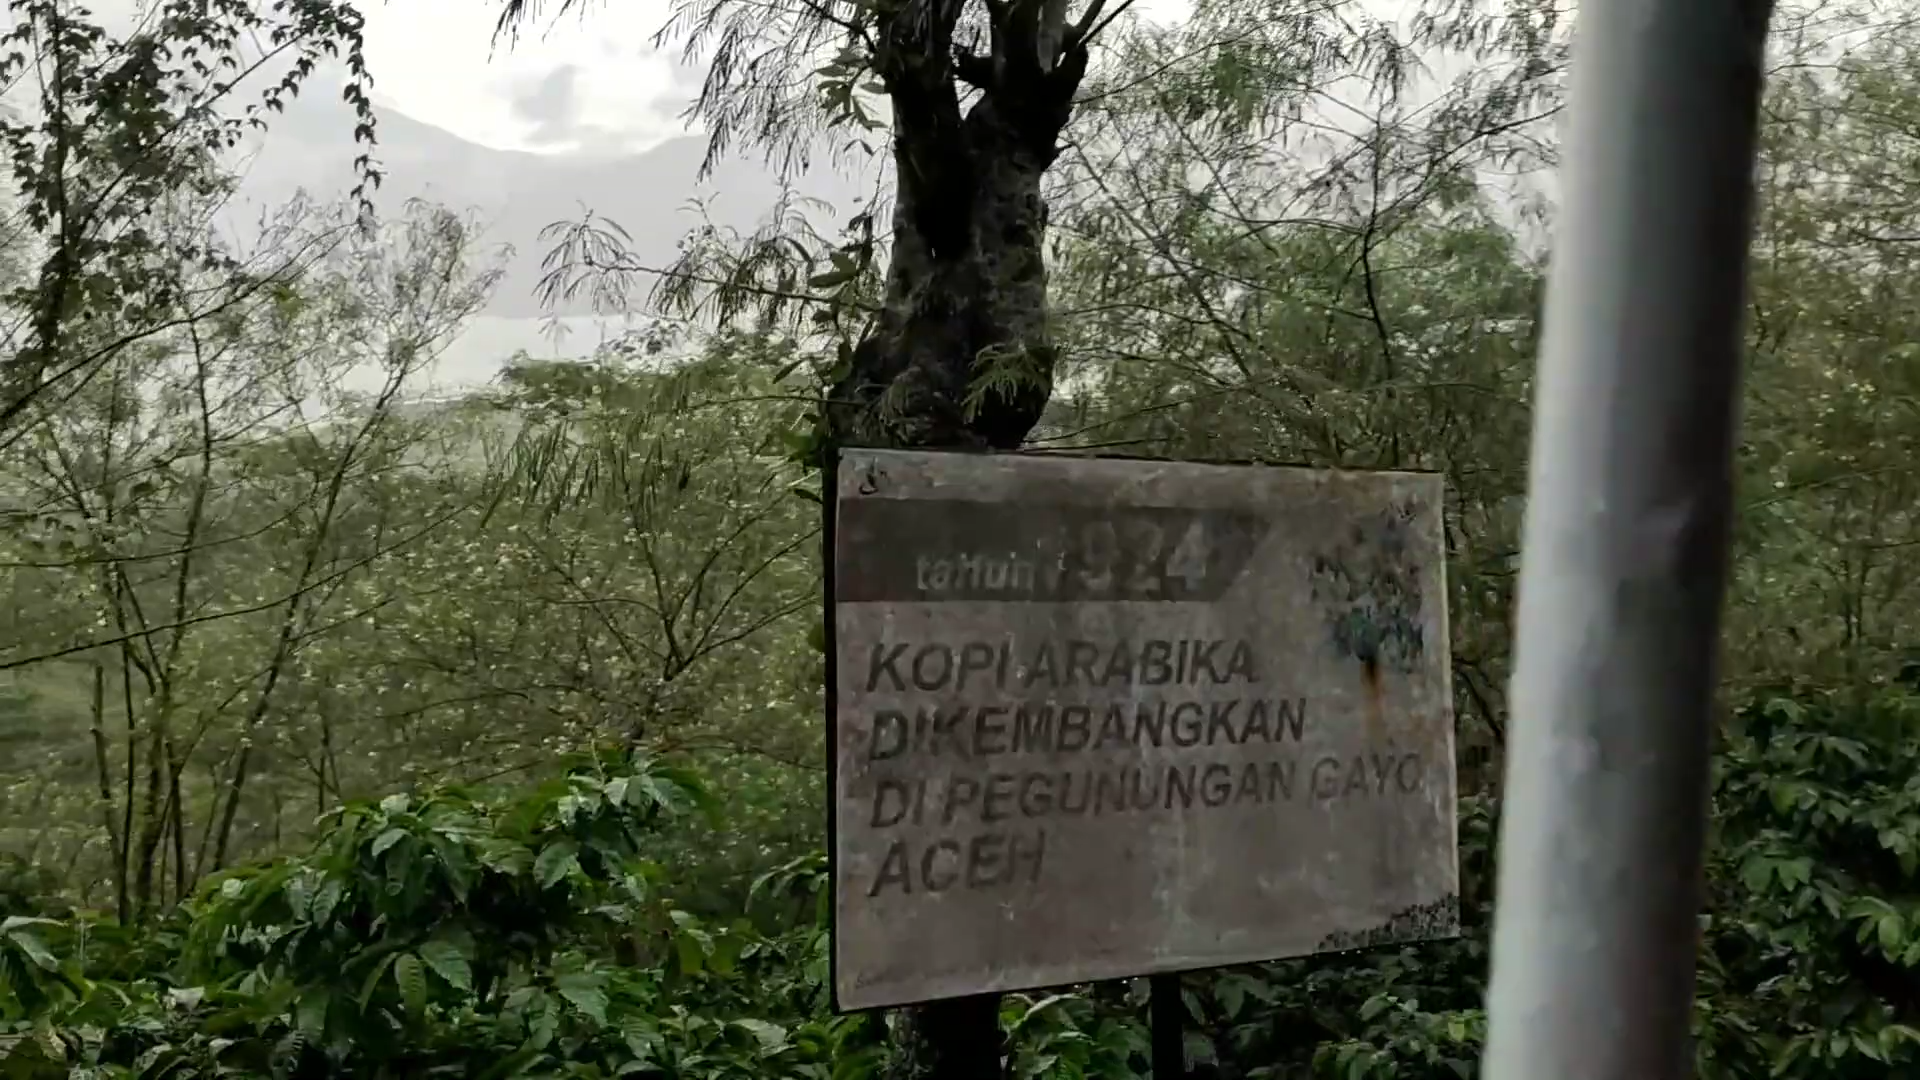 tahun 1924
KOPI ARABIKA
DIKEMBANGKAN
DI PEGUNUNGAN GAYO
ACEH